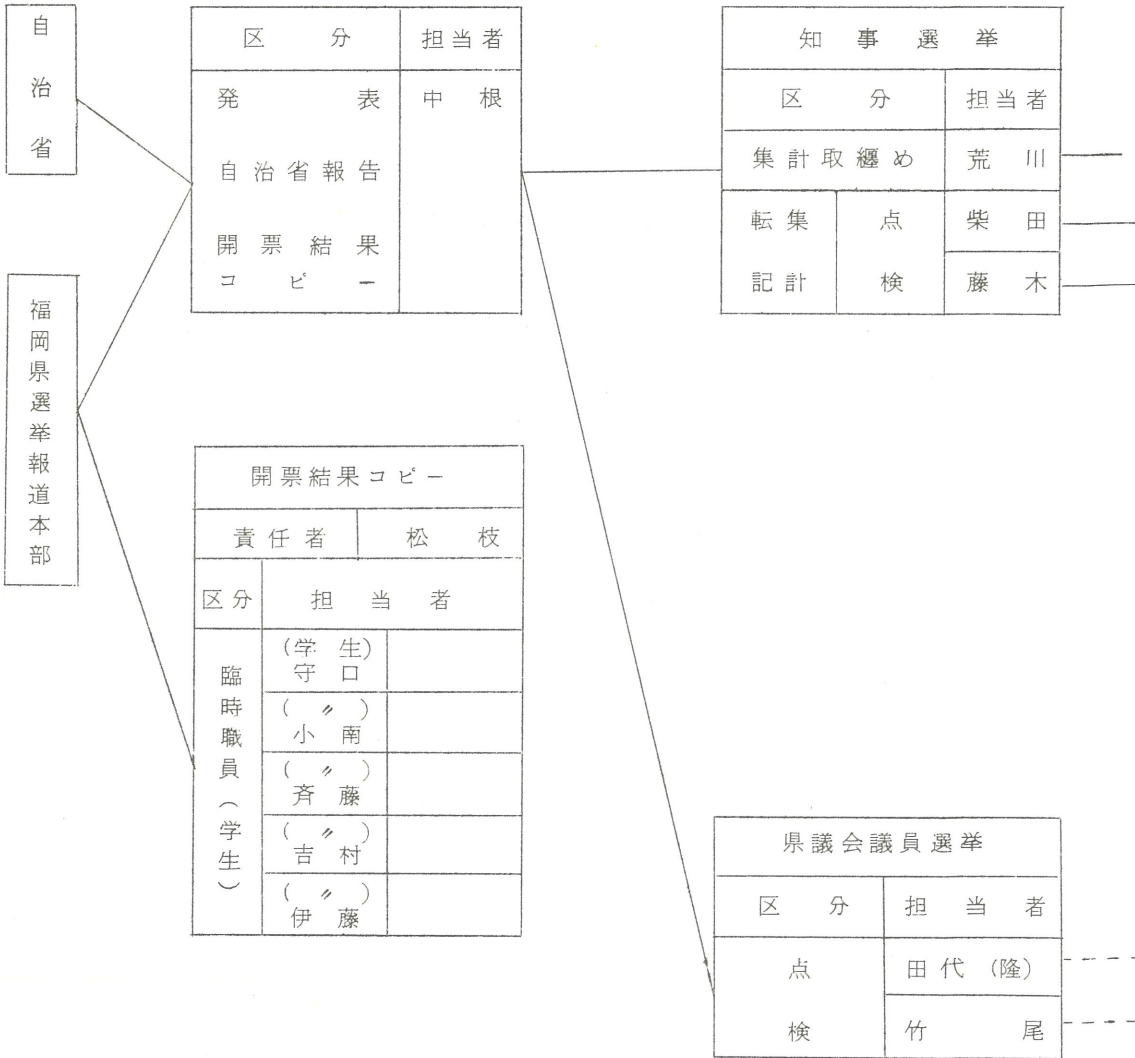 自治省
福岡県選挙報道本部
区分 担当者
発表 中根
自治省報告
開票結果
コピー
開票結果コピー
責任者 松枝
区分 担当者
臨時職員(学生)
(学生)
守口
(〃)
小南
(〃)
斉藤
(〃)
吉村
(〃)
伊藤
知事選挙
区分 担当者
集計取纒め 荒川
転集 点 柴田
記計 検 藤木
県議会議員選挙
区分 担当者
点 田代(隆)
検 竹尾